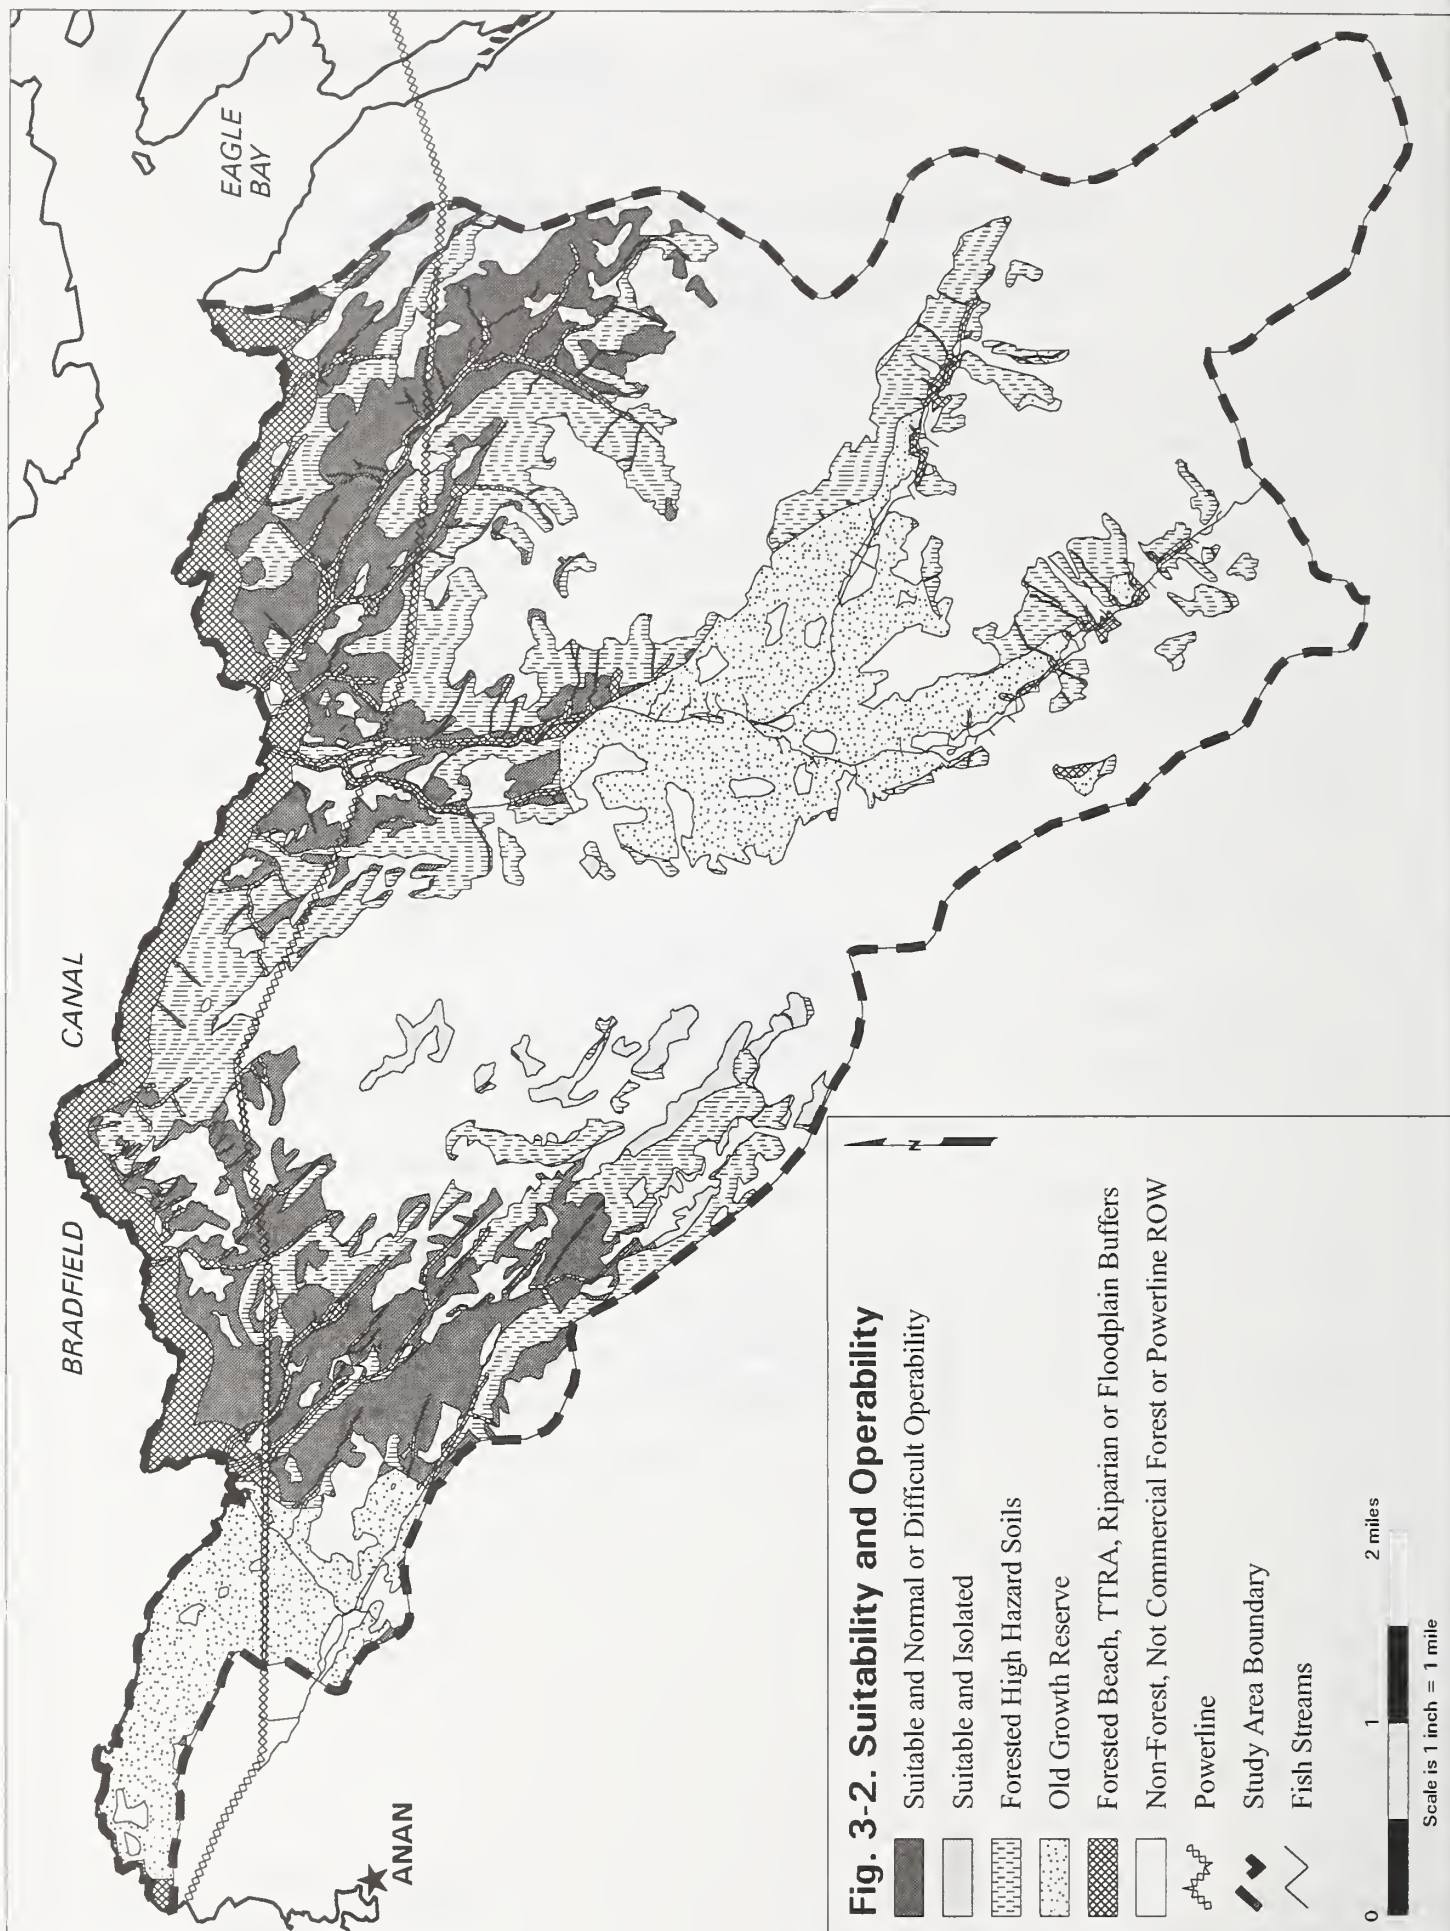 BRADFIELD
CANAL
EAGLE
BAY
ANAN
Fig. 3-2. Suitability and Operability
Suitable and Normal or Difficult Operability
Suitable and Isolated
Forested High Hazard Soils
Old Growth Reserve
Forested Beach, TTRA, Riparian or Floodplain Buffers
Non-Forest, Not Commercial Forest or Powerline ROW
Powerline
Study Area Boundary
Fish Streams
N
0
1
2 miles
Scale is 1 inch = 1 mile